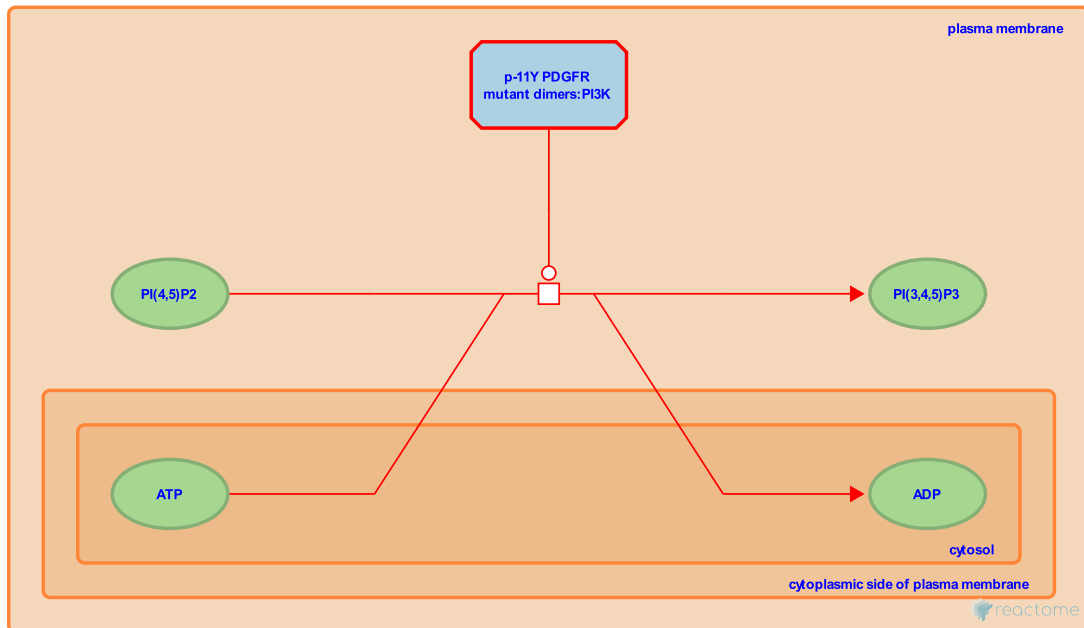 plasma membrane
p-11Y PDGFR
mutant dimers:PI3K
PI(4,5)P2
PI(3,4,5)P3
ATP
ADP
cytosol
cytoplasmic side of plasma membrane
reactome